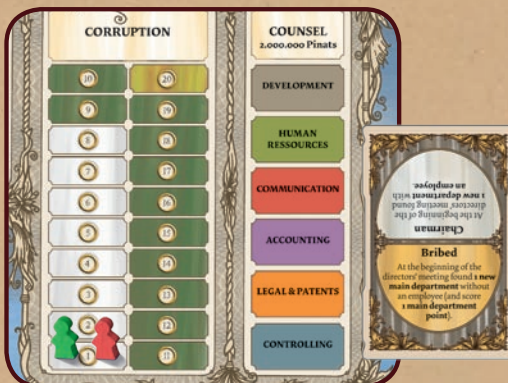 CORRUPTION
10 20
9 19
8 18
7 17
6 16
5 15
4 14
3 13
2 12
1 11
COUNSEL
2.000.000 Pinats
DEVELOPMENT
HUMAN
RESSOURCES
COMMUNICATION
ACCOUNTING
LEGAL & PATENTS
CONTROLLING
Chairman
At the beginning of the
directors' meeting found
1 new department with
an employee.
Bribed
At the beginning of the
directors' meeting found 1 new
main department without
an employee (and score
1 main department
point).